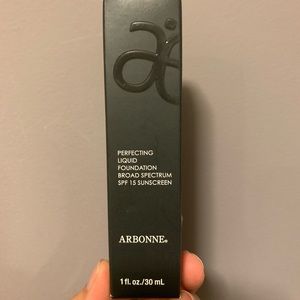 PERFECTING
LIQUID
FOUNDATION
BROAD SPECTRUM
SPF 15 SUNSCREEN
ARBONNE®
1 fl. oz./30 mL